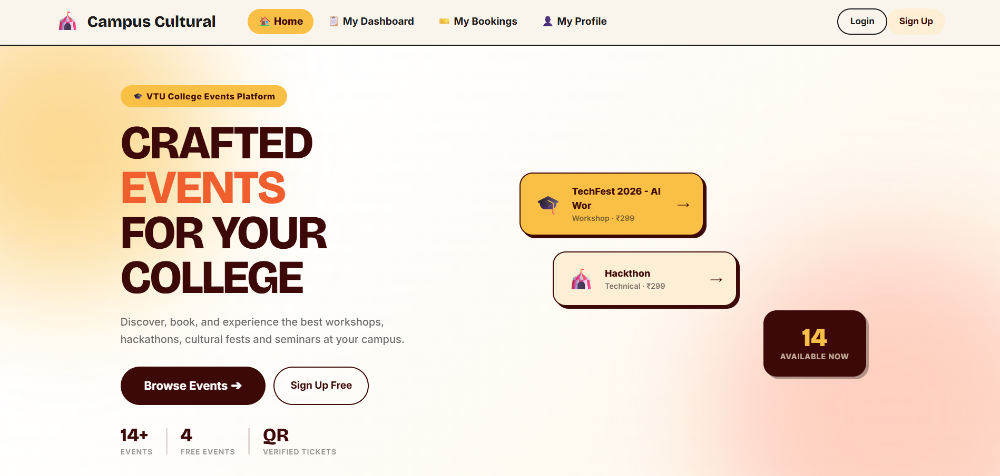 Campus Cultural
Home
My Dashboard
My Bookings
My Profile
Login
Sign Up
VTU College Events Platform
CRAFTED
EVENTS
FOR YOUR
COLLEGE
Discover, book, and experience the best workshops,
hackathons, cultural fests and seminars at your campus.
Browse Events ➔
Sign Up Free
14+
EVENTS
4
FREE EVENTS
QR
VERIFIED TICKETS
TechFest 2026 - AI
Wor
Workshop · ₹299
→
Hackthon
Technical · ₹299
→
14
AVAILABLE NOW